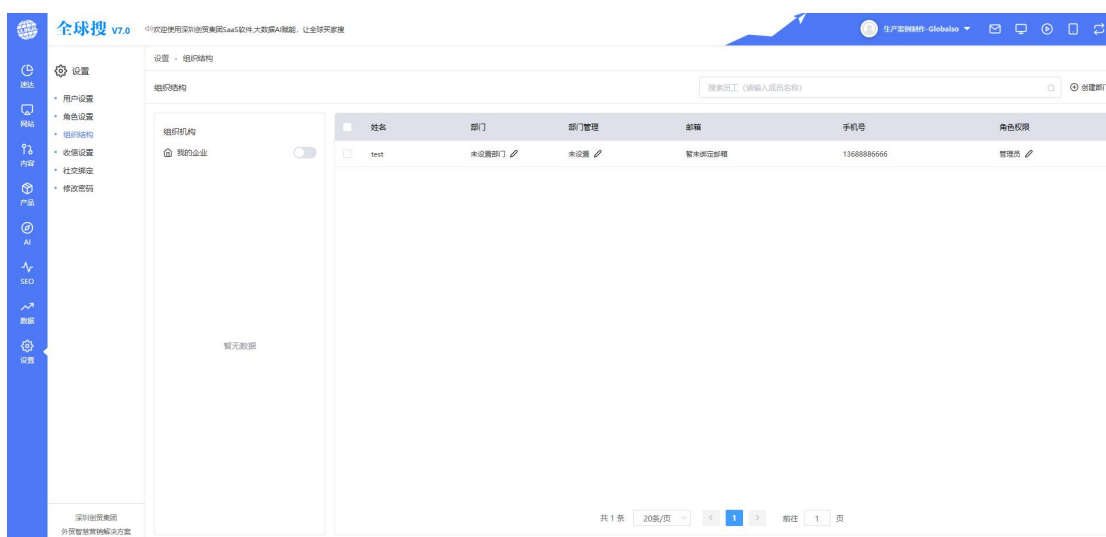 全球搜 V7.0
欢迎使用深圳创贸集团SaaS软件,大数据AI赋能，让全球买家搜
生产案例制作-Globalso
速达
网站
内容
产品
AI
SEO
数据
设置
设置
用户设置
角色设置
组织结构
收信设置
社交绑定
修改密码
深圳创贸集团
外贸智慧营销解决方案
设置 - 组织结构
组织结构
搜索员工（请输入成员名称）
创建部门
组织机构
我的企业
暂无数据
姓名 部门 部门管理 邮箱 手机号 角色权限
test 未设置部门 未设置 暂未绑定邮箱 13688886666 管理员
共 1 条 20条/页 1 前往 1 页